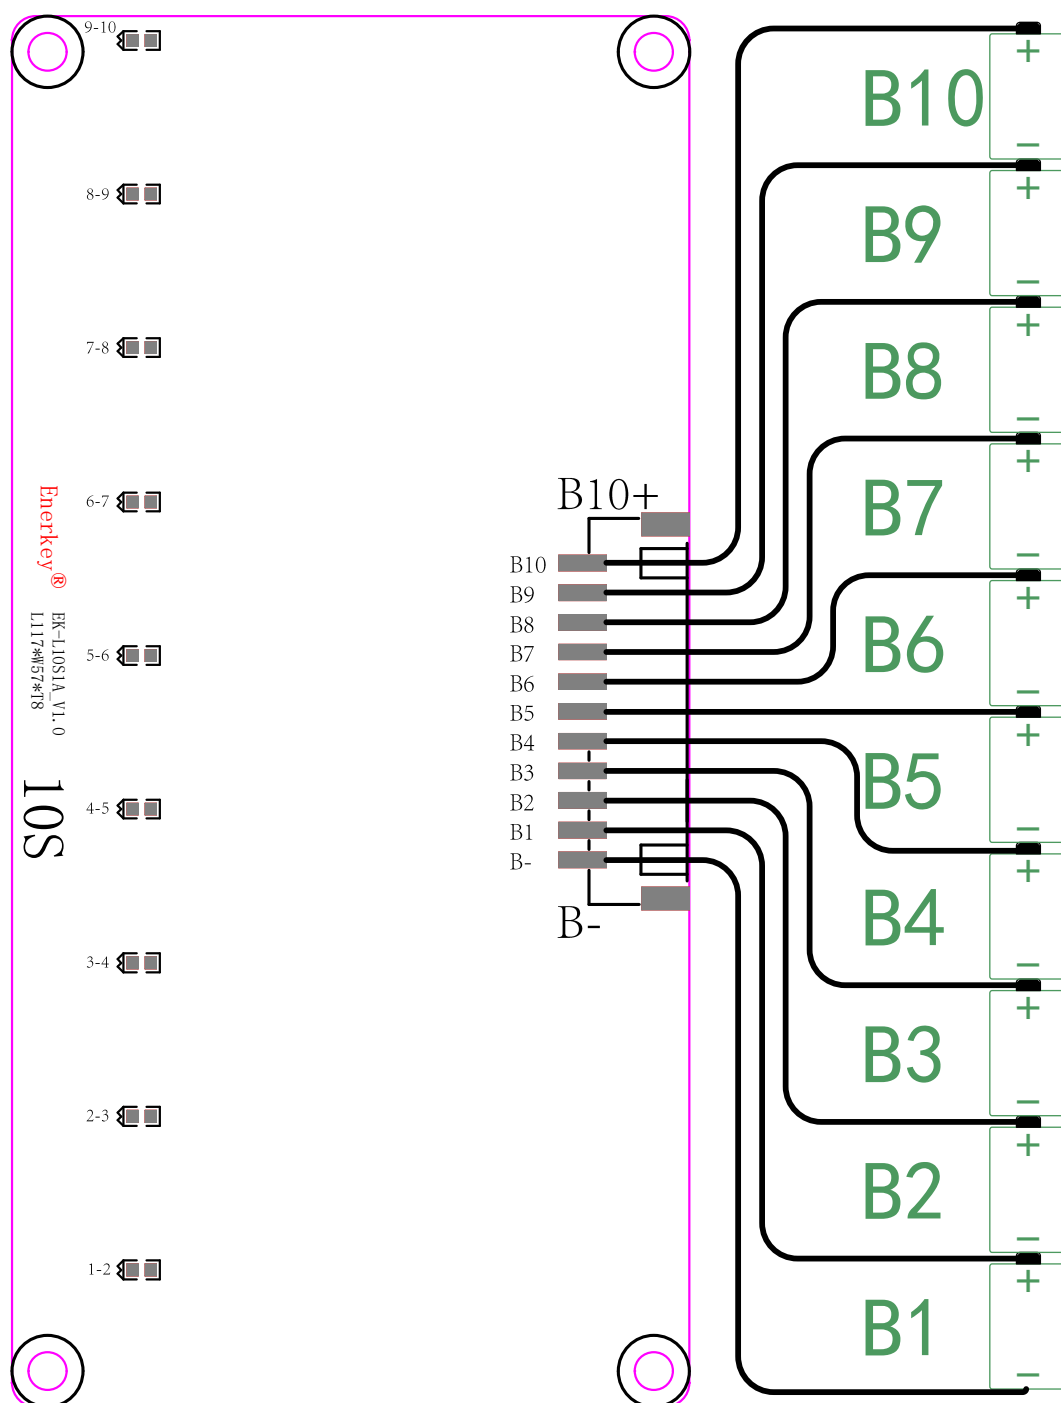 9-10
8-9
7-8
6-7
5-6
4-5
3-4
2-3
1-2
Enerkey®
EK-L10S1A_V1.0
L117*W57*T8
10S
B10+
B10
B9
B8
B7
B6
B5
B4
B3
B2
B1
B-
B-
+
B10
−
+
B9
−
+
B8
−
+
B7
−
+
B6
−
+
B5
−
+
B4
−
+
B3
−
+
B2
−
+
B1
−